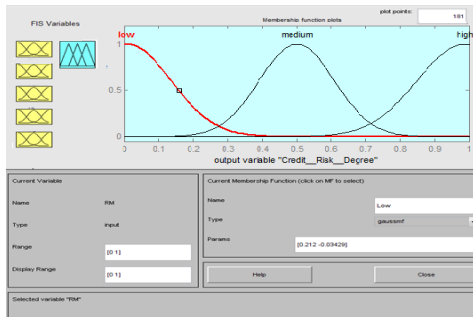 plot points: 181
FIS Variables
Membership function plots
low medium high
1
0.5
0
0 0.1 0.2 0.3 0.4 0.5 0.6 0.7 0.8 0.9 1
output variable "Credit__Risk__Degree"
Current Variable
Name RM
Type input
Range [0 1]
Display Range [0 1]
Current Membership Function (click on MF to select)
Name Low
Type gaussmf
Params [0.212 -0.03429]
Help Close
Selected variable "RM"